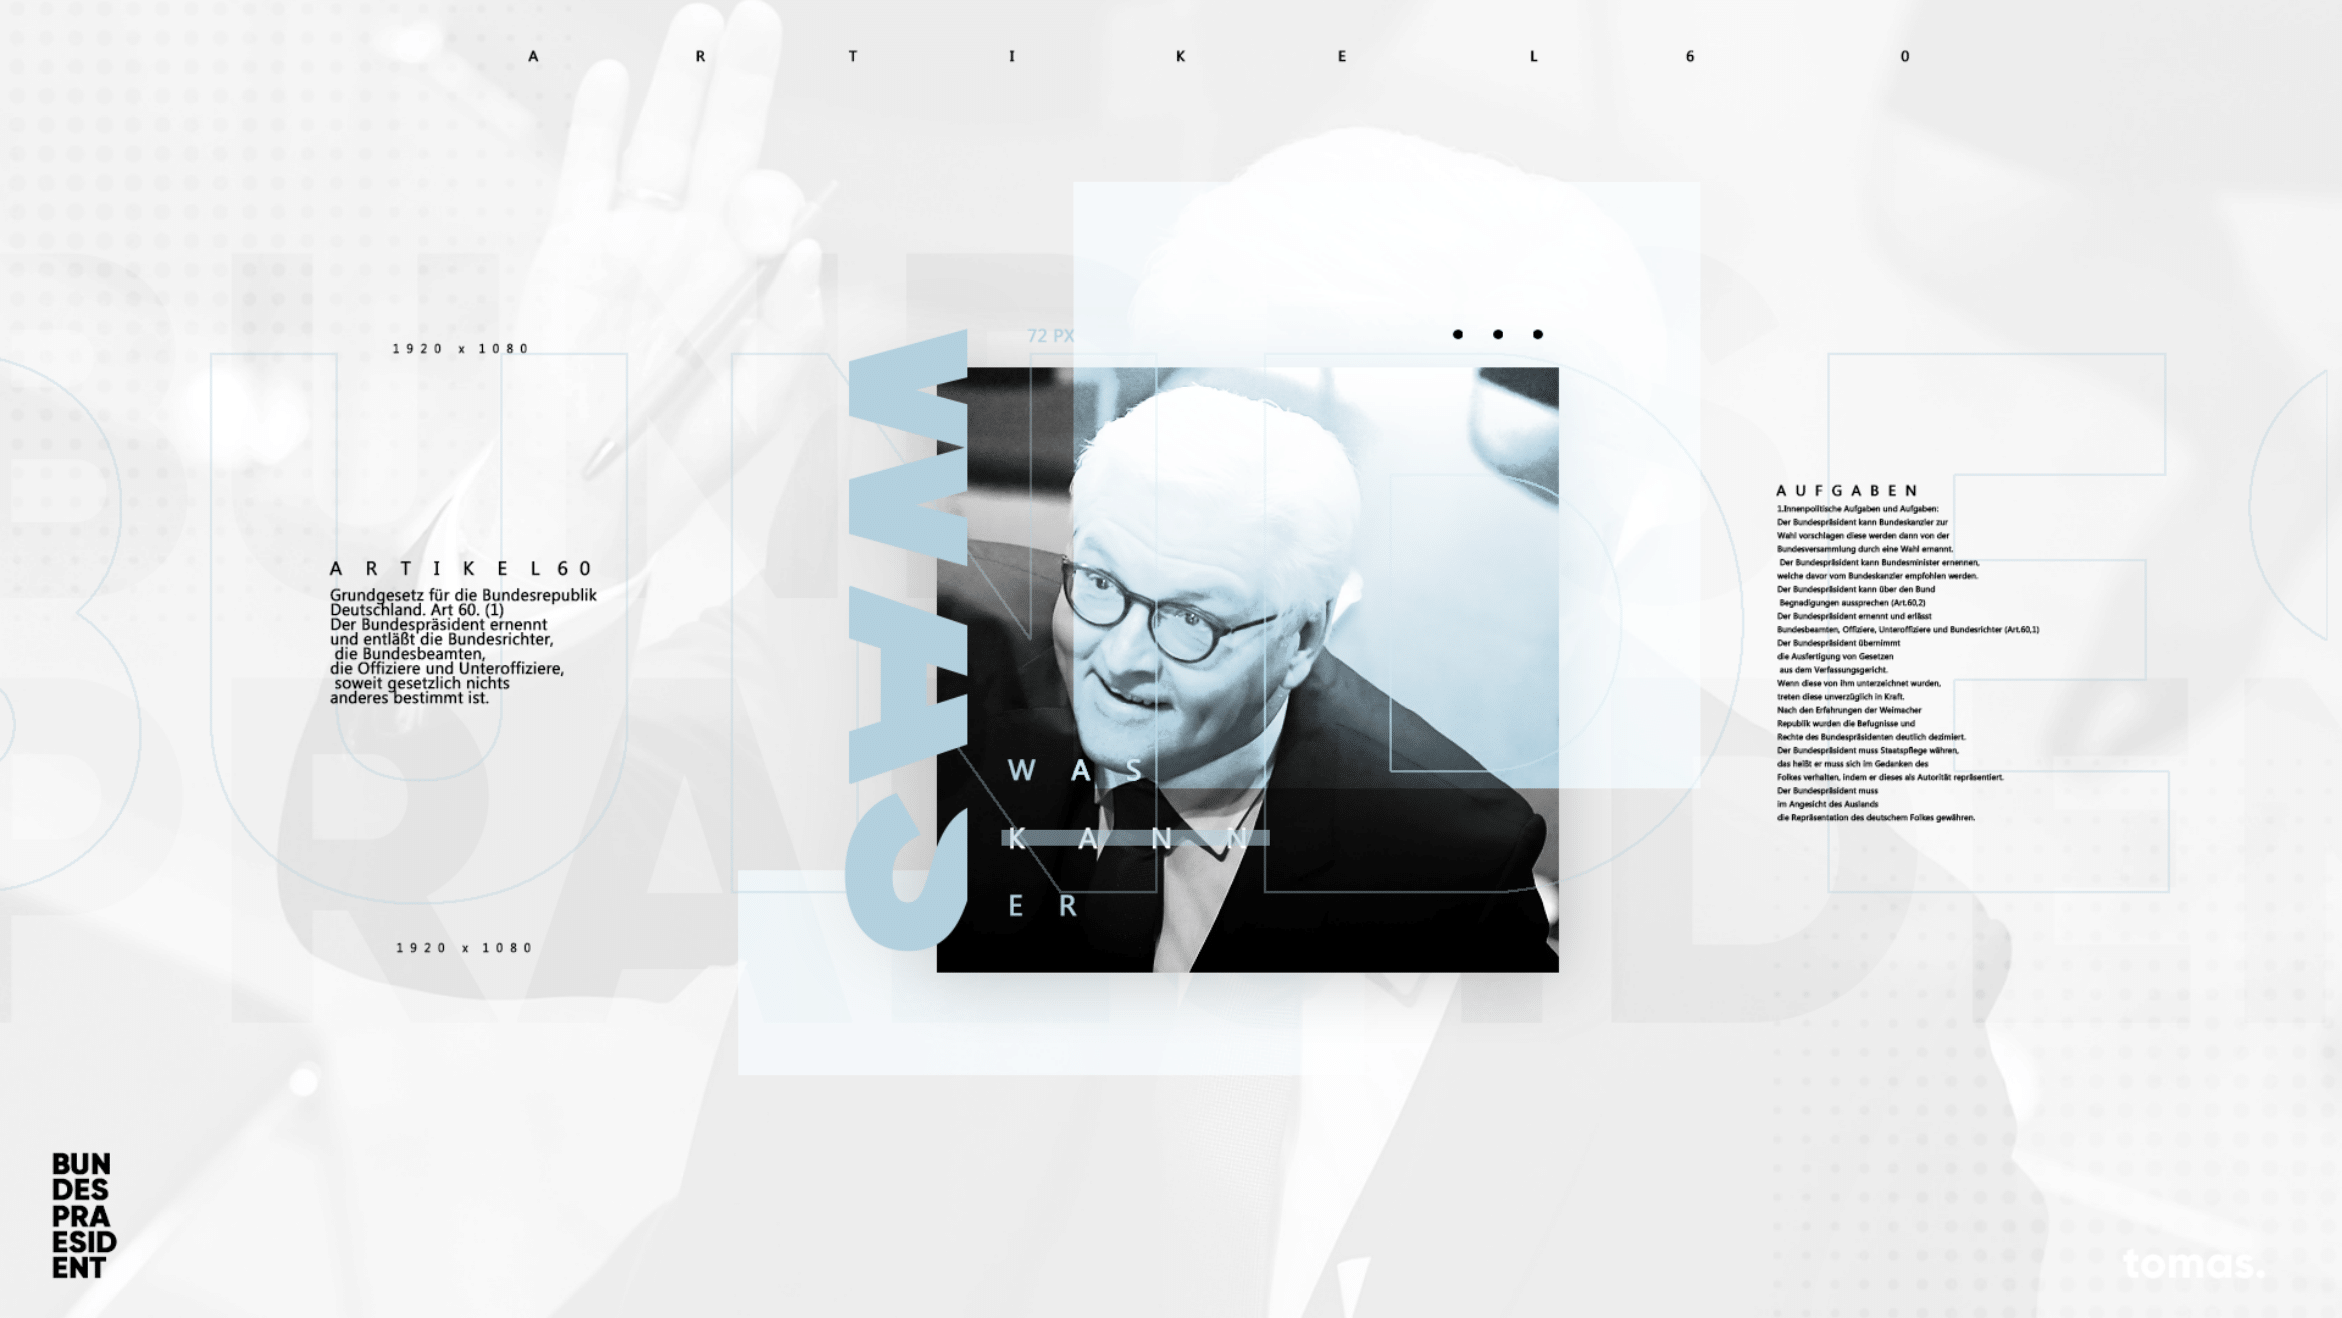 A R T I K E L 6 0
1920 x 1080
72 PX
BUNDES
BUNDES
PRÄSIDE
ARTIKEL60
Grundgesetz für die Bundesrepublik
Deutschland. Art 60. (1)
Der Bundespräsident ernennt
und entläßt die Bundesrichter,
die Bundesbeamten,
die Offiziere und Unteroffiziere,
soweit gesetzlich nichts
anderes bestimmt ist.
1920 x 1080
WAS
WAS
KANN
ER
AUFGABEN
1.Innenpolitische Aufgaben und Aufgaben:
Der Bundespräsident kann Bundeskanzler zur
Wahl vorschlagen diese werden dann von der
Bundesversammlung durch eine Wahl ernannt.
Der Bundespräsident kann Bundesminister ernennen,
welche davor vom Bundeskanzler empfohlen werden.
Der Bundespräsident kann über den Bund
Begnadigungen aussprechen (Art.60,2)
Der Bundespräsident ernennt und erlässt
Bundesbeamten, Offiziere, Unteroffiziere und Bundesrichter (Art.60,1)
Der Bundespräsident übernimmt
die Ausfertigung von Gesetzen
aus dem Verfassungsgericht.
Wenn diese von ihm unterzeichnet wurden,
treten diese unverzüglich in Kraft.
Nach den Erfahrungen der Weimacher
Republik wurden die Befugnisse und
Rechte des Bundespräsidenten deutlich dezimiert.
Der Bundespräsident muss Staatspflege währen,
das heißt er muss sich im Gedanken des
Folkes verhalten, indem er dieses als Autorität repräsentiert.
Der Bundespräsident muss
im Angesicht des Auslands
die Repräsentation des deutschem Folkes gewähren.
BUN
DES
PRA
ESID
ENT
tomas.